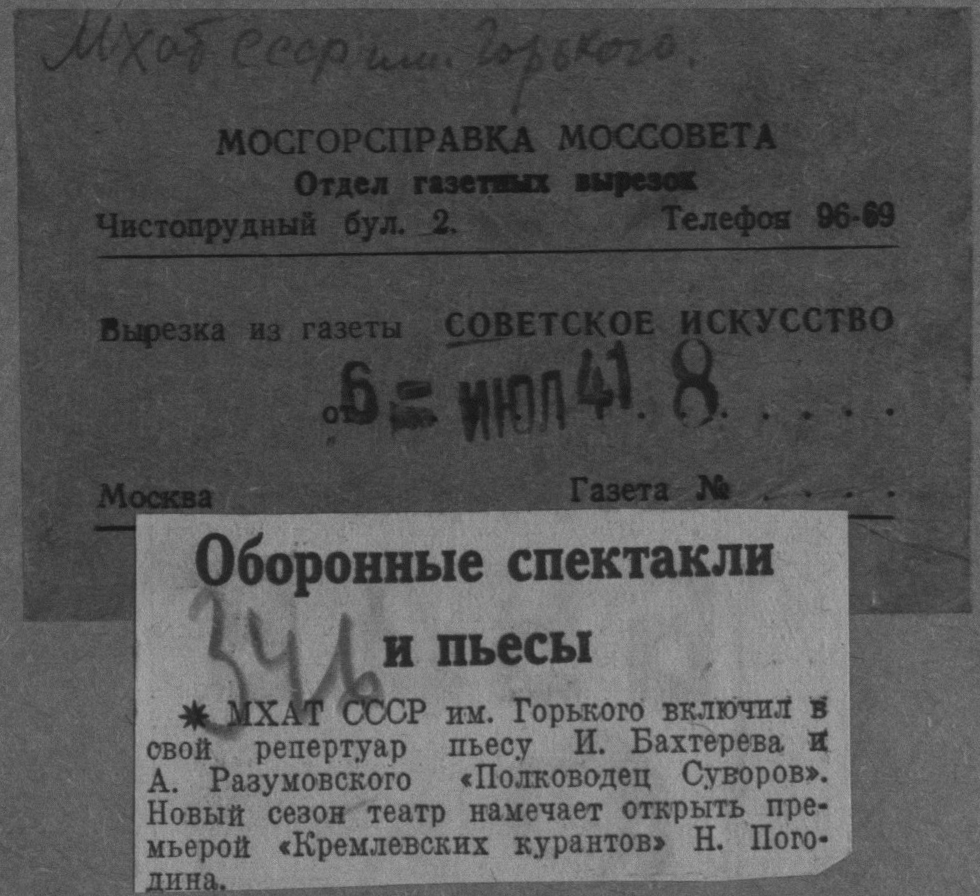 Мхат СССР им. Горького.
МОСГОРСПРАВКА МОССОВЕТА
Отдел газетных вырезок
Чистопрудный бул. 2. Телефон 96-69
Вырезка из газеты СОВЕТСКОЕ ИСКУССТВО
от 6 - ИЮЛ 41. 8. . . . .
Москва Газета № . . . .
Оборонные спектакли
и пьесы
✷ МХАТ СССР им. Горького включил в
свой репертуар пьесу И. Бахтерева и
А. Разумовского «Полководец Суворов».
Новый сезон театр намечает открыть пре-
мьерой «Кремлевских курантов» Н. Пого-
дина.